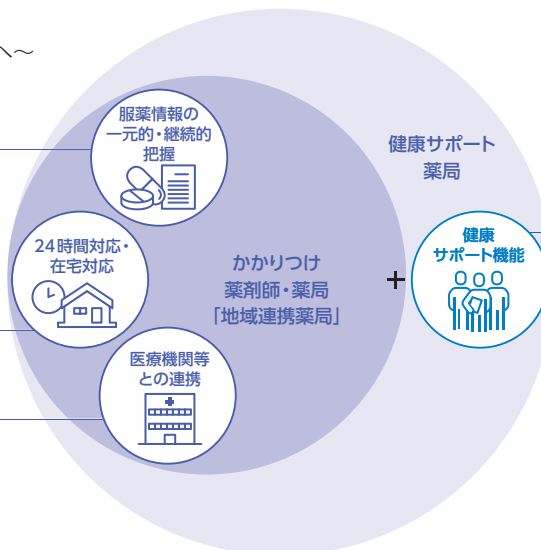 へ～
服薬情報の
一元的・継続的
把握
健康サポート
薬局
24時間対応・
在宅対応
かかりつけ
薬剤師・薬局
「地域連携薬局」
+
健康
サポート機能
医療機関等
との連携